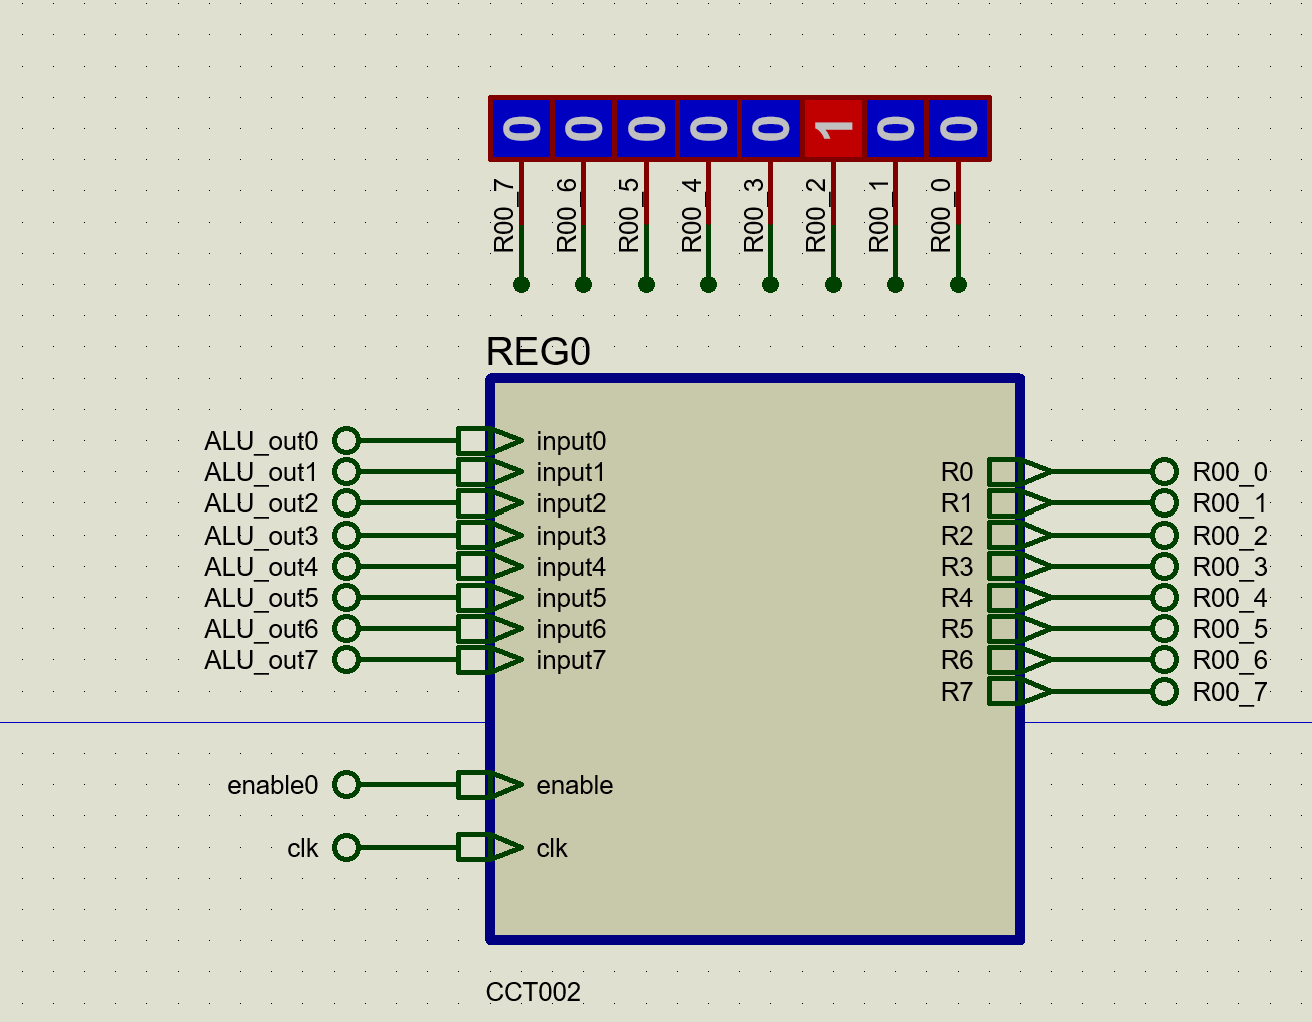 0 0 0 0 0 1 0 0
R00_7 R00_6 R00_5 R00_4 R00_3 R00_2 R00_1 R00_0
REG0
ALU_out0 input0
ALU_out1 input1 R0 R00_0
ALU_out2 input2 R1 R00_1
ALU_out3 input3 R2 R00_2
ALU_out4 input4 R3 R00_3
ALU_out5 input5 R4 R00_4
ALU_out6 input6 R5 R00_5
ALU_out7 input7 R6 R00_6
R7 R00_7
enable0 enable
clk clk
CCT002